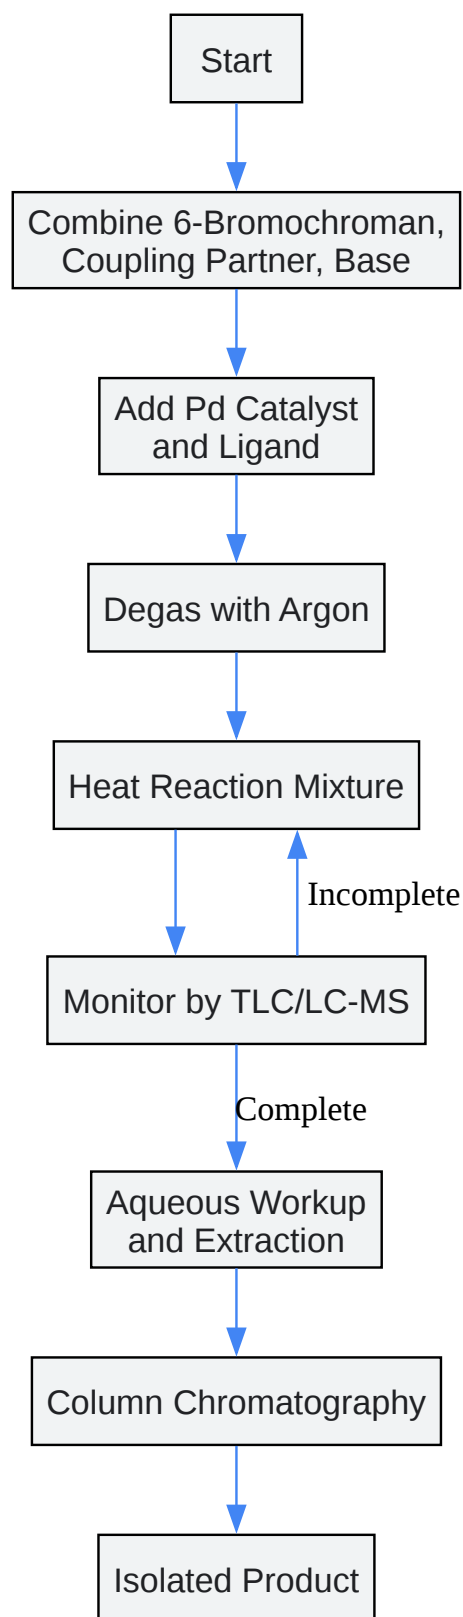 Start
Combine 6-Bromochroman,
Coupling Partner, Base
Add Pd Catalyst
and Ligand
Degas with Argon
Heat Reaction Mixture
Incomplete
Monitor by TLC/LC-MS
Complete
Aqueous Workup
and Extraction
Column Chromatography
Isolated Product